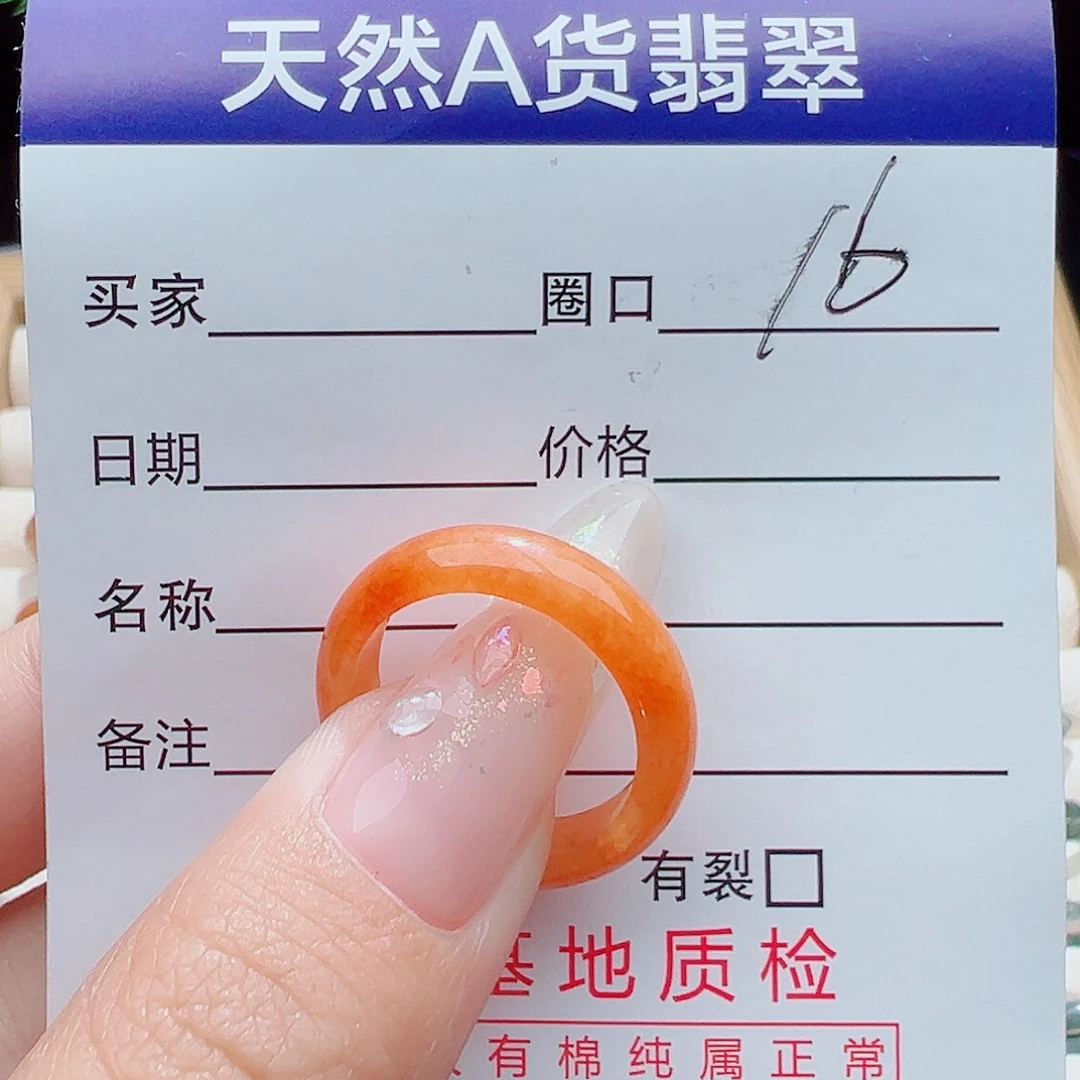 天然A货翡翠
买家 圈口 16
日期 价格
名称
备注
有裂□
基地质检
有棉纯属正常